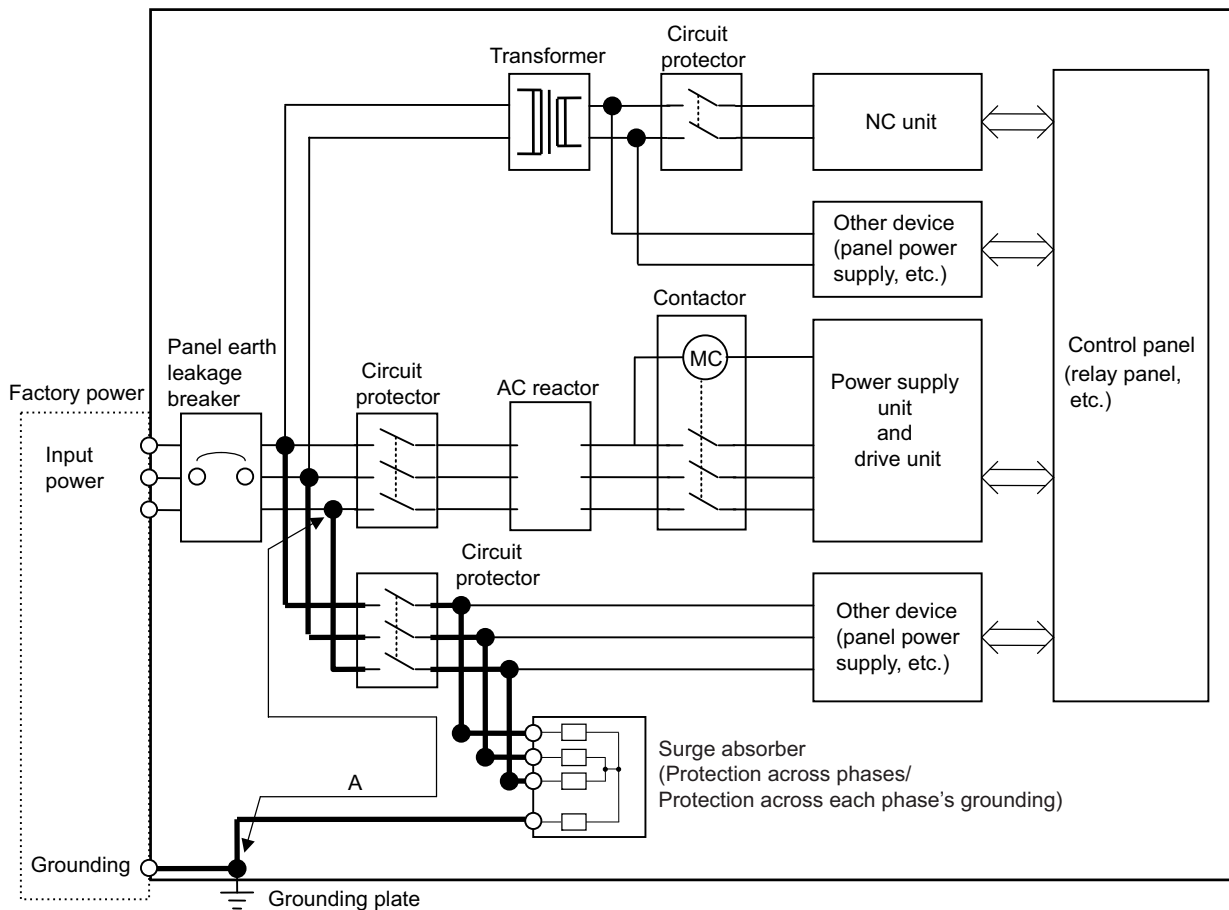 Transformer
Circuit
protector
NC unit
Other device
(panel power
supply, etc.)
Contactor
Panel earth
leakage
breaker
Circuit
protector
AC reactor
MC
Power supply
unit
and
drive unit
Control panel
(relay panel,
etc.)
Factory power
Input
power
Circuit
protector
Other device
(panel power
supply, etc.)
Surge absorber
(Protection across phases/
Protection across each phase's grounding)
A
Grounding
Grounding plate